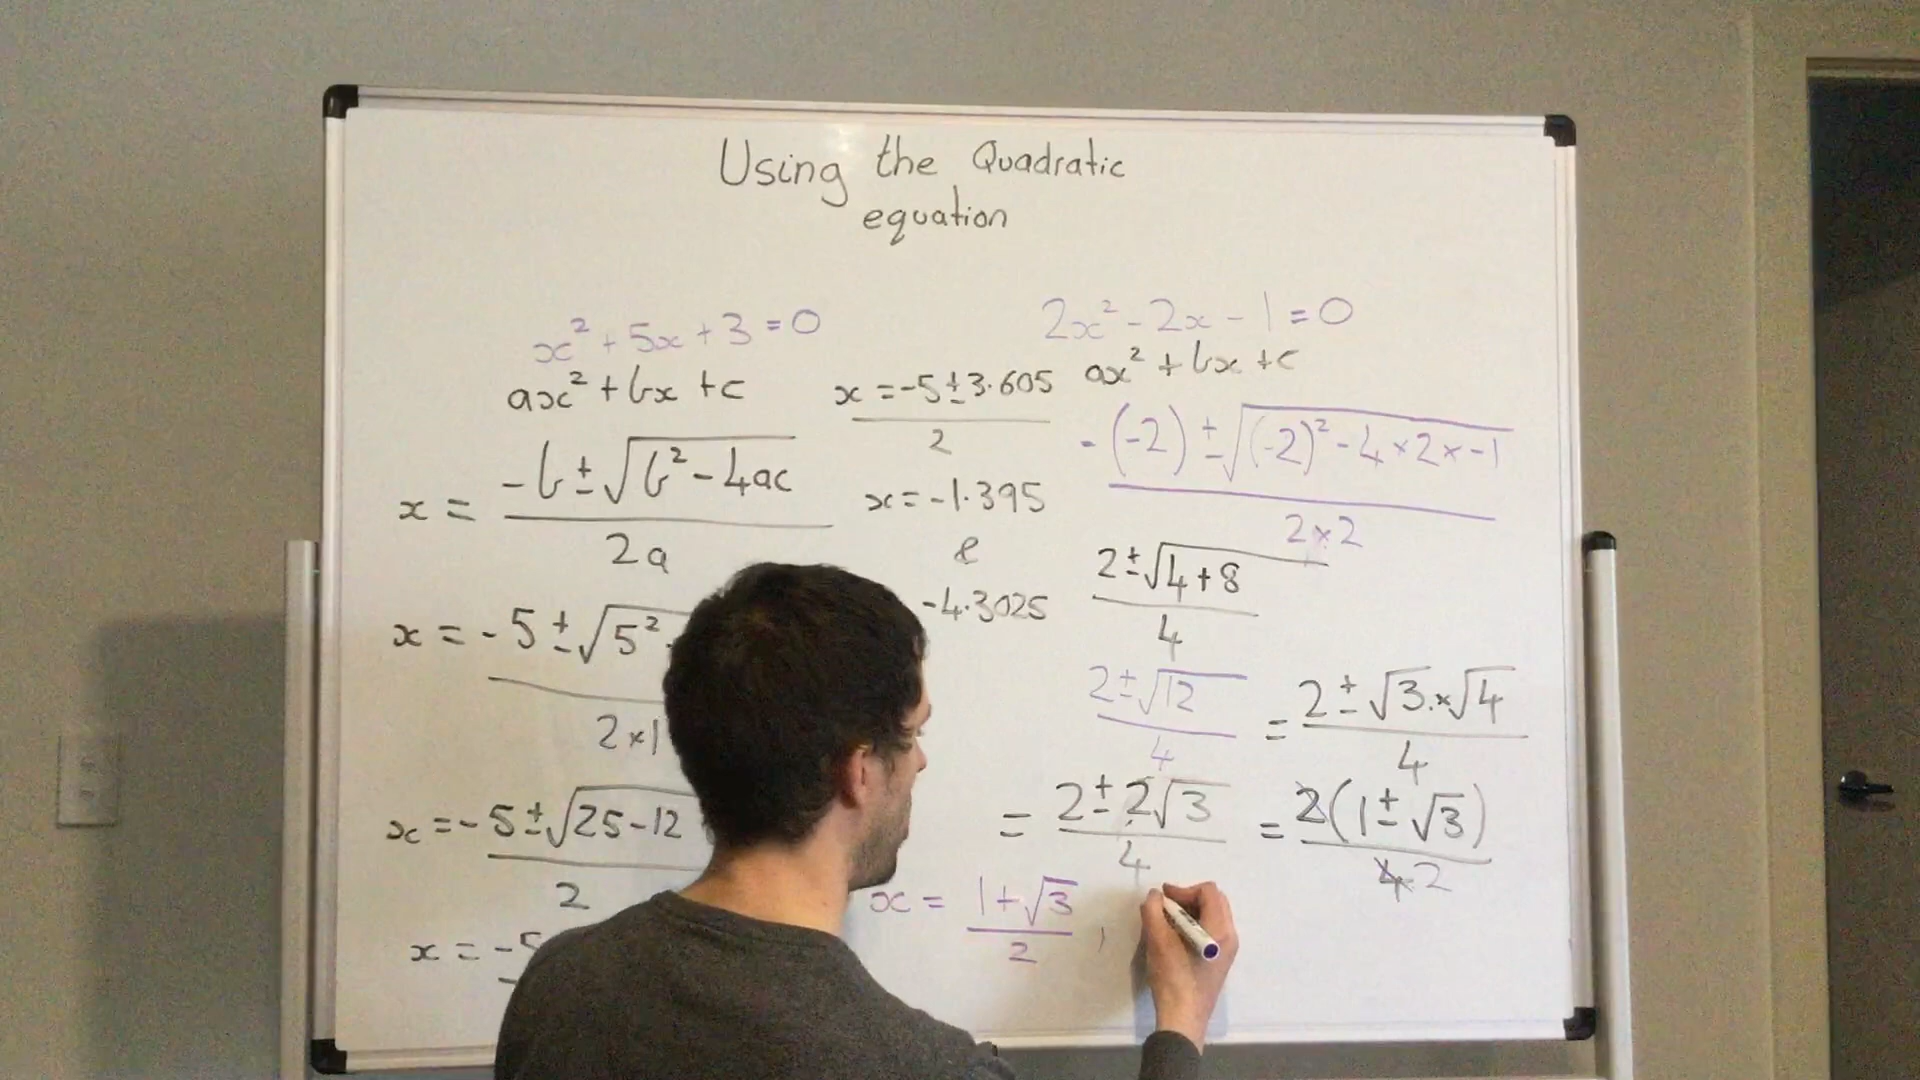 Using the Quadratic
equation
x² + 5x + 3 = 0
ax² + bx + c
x = -b ± √b² - 4ac
2a
x = -5 ± √5²
2×1
x = -5 ± √25-12
2
x = -5
x = -5 ± 3.605
2
x = -1.395
&
-4.3025
2x² - 2x - 1 = 0
ax² + bx + c
-(-2) ± √(-2)² - 4×2×-1
2×2
2 ± √4+8
4
2 ± √12
4
= 2 ± √3 × √4
4
= 2 ± 2√3
4
= 2(1 ± √3)
4 2
x = 1+√3
2 ,